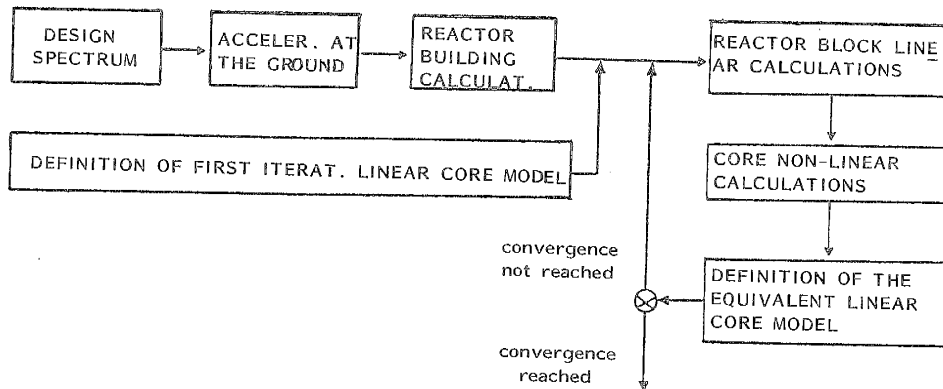 DESIGN
SPECTRUM
ACCELER. AT
THE GROUND
REACTOR
BUILDING
CALCULAT.
REACTOR BLOCK LINE
AR CALCULATIONS
DEFINITION OF FIRST ITERAT. LINEAR CORE MODEL
CORE NON-LINEAR
CALCULATIONS
convergence
not reached
DEFINITION OF THE
EQUIVALENT LINEAR
CORE MODEL
convergence
reached